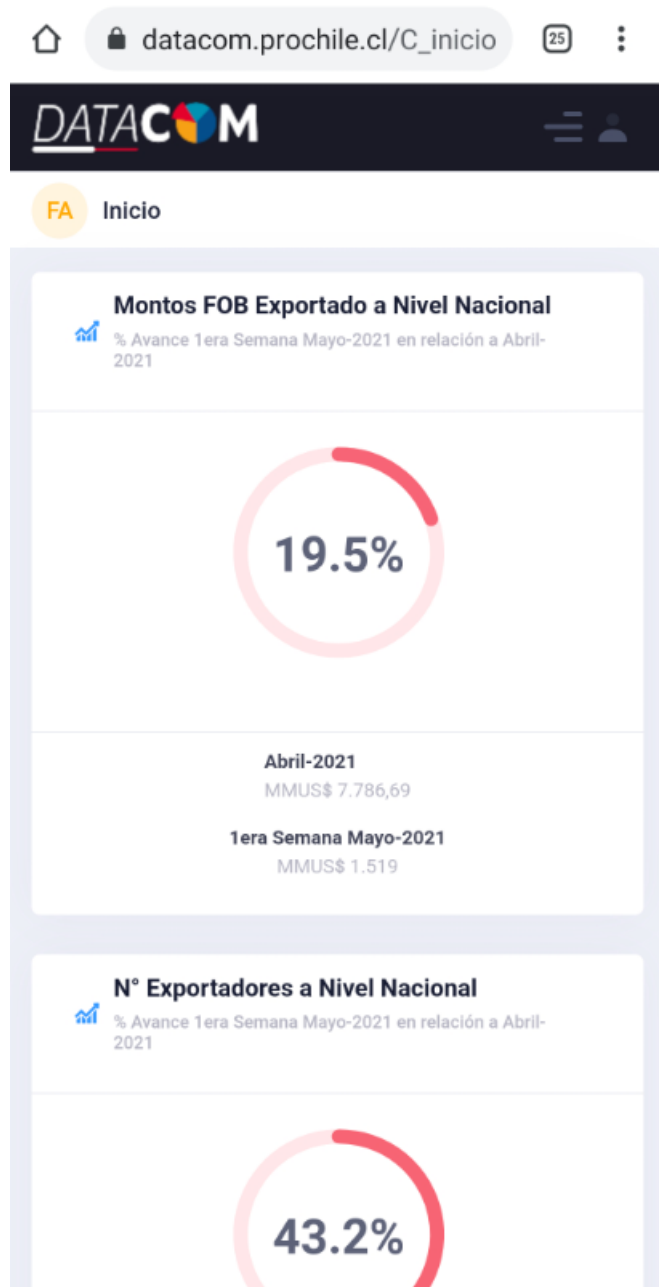 datacom.prochile.cl/C_inicio
25
DATACOM
FA Inicio
Montos FOB Exportado a Nivel Nacional
% Avance 1era Semana Mayo-2021 en relación a Abril-
2021
19.5%
Abril-2021
MMUS$ 7.786,69
1era Semana Mayo-2021
MMUS$ 1.519
N° Exportadores a Nivel Nacional
% Avance 1era Semana Mayo-2021 en relación a Abril-
2021
43.2%